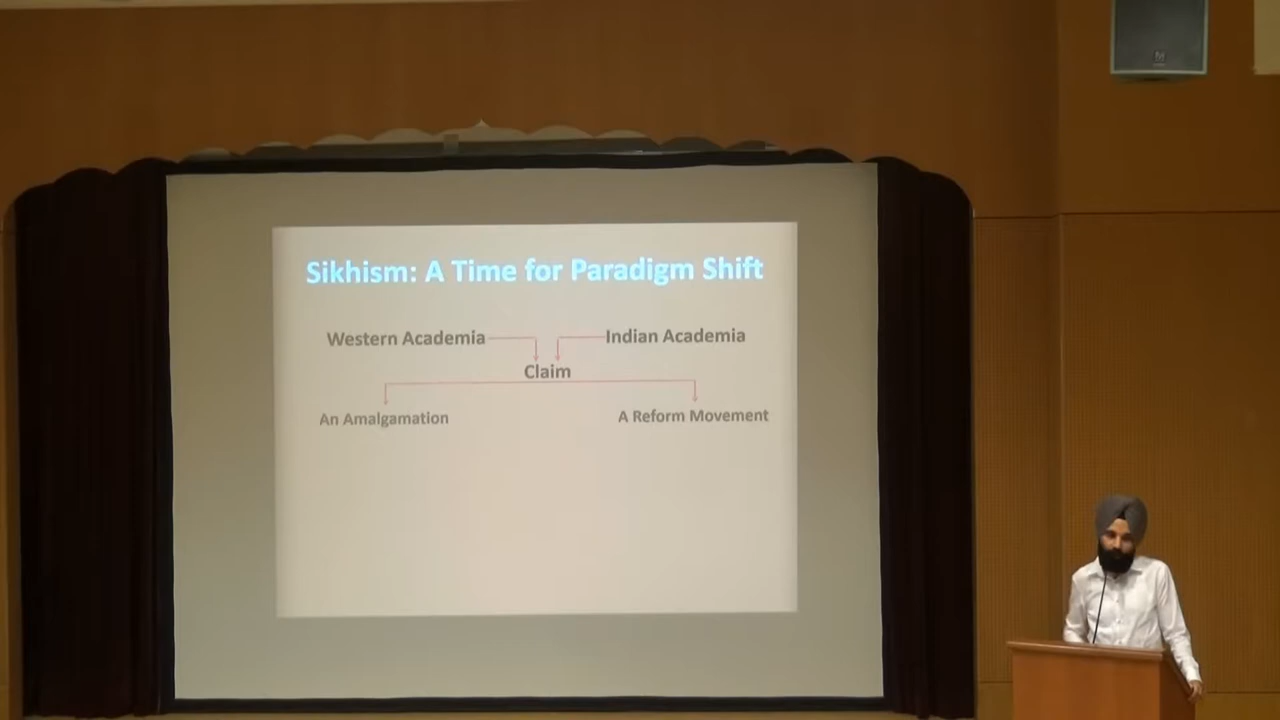 Sikhism: A Time for Paradigm Shift
Western Academia
Indian Academia
Claim
An Amalgamation
A Reform Movement